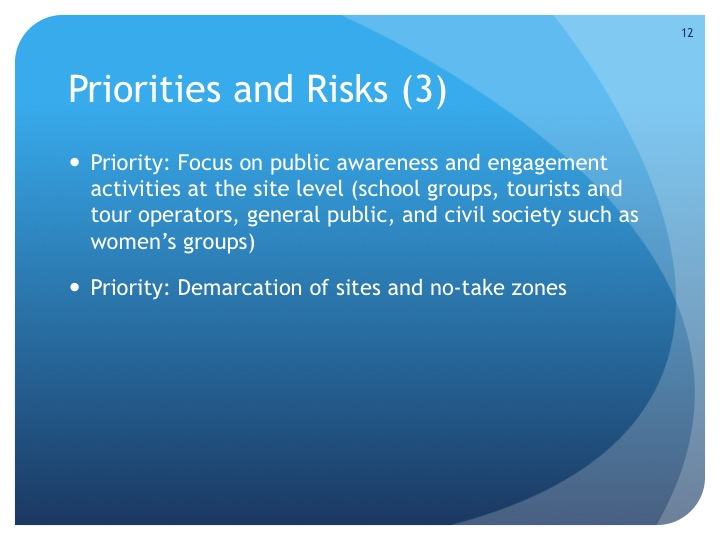 12
Priorities and Risks (3)
• Priority: Focus on public awareness and engagement
activities at the site level (school groups, tourists and
tour operators, general public, and civil society such as
women’s groups)
• Priority: Demarcation of sites and no-take zones